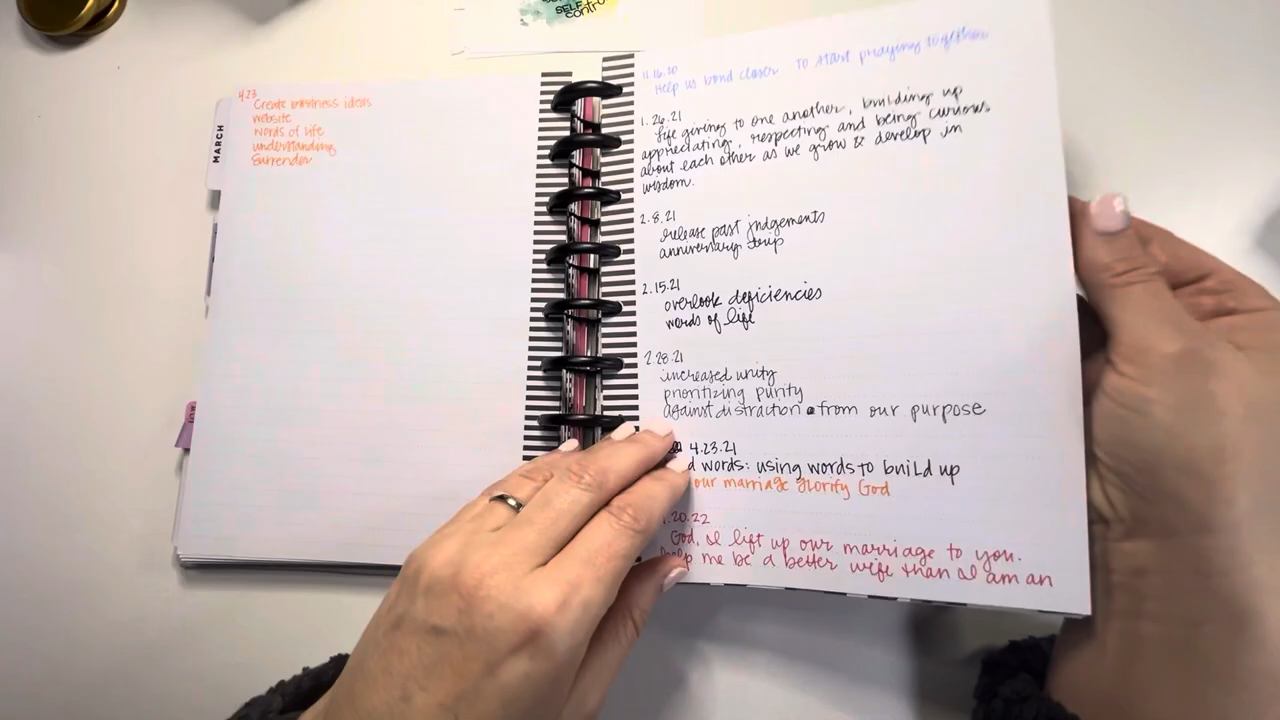 SELF-
contro
MARCH
4.23
Create business ideas
website
words of life
understanding
Surrender
11.16.20
Help us bond closer To start praying together
1.26.21
life giving to one another, building up
appreciating, respecting and being curious
about each other as we grow & develop in
wisdom.
2.8.21
release past judgements
anniversary trip
2.15.21
overlook deficiencies
words of life
2.28.21
increased unity
prioritizing purity
against distraction from our purpose
4.23.21
words: using words to build up
our marriage glorify God
1.20.22
God, I lift up our marriage to you.
help me be a better wife than I am an